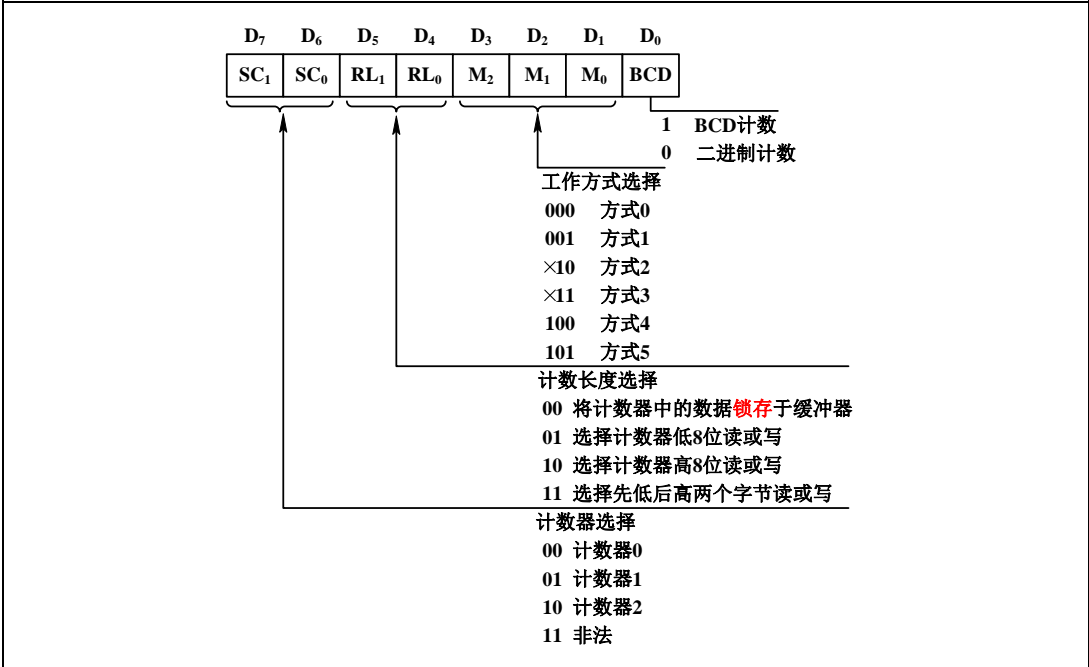 D₇ D₆ D₅ D₄ D₃ D₂ D₁ D₀
SC₁ SC₀ RL₁ RL₀ M₂ M₁ M₀ BCD
1 BCD计数
0 二进制计数
工作方式选择
000 方式0
001 方式1
×10 方式2
×11 方式3
100 方式4
101 方式5
计数长度选择
00 将计数器中的数据锁存于缓冲器
01 选择计数器低8位读或写
10 选择计数器高8位读或写
11 选择先低后高两个字节读或写
计数器选择
00 计数器0
01 计数器1
10 计数器2
11 非法